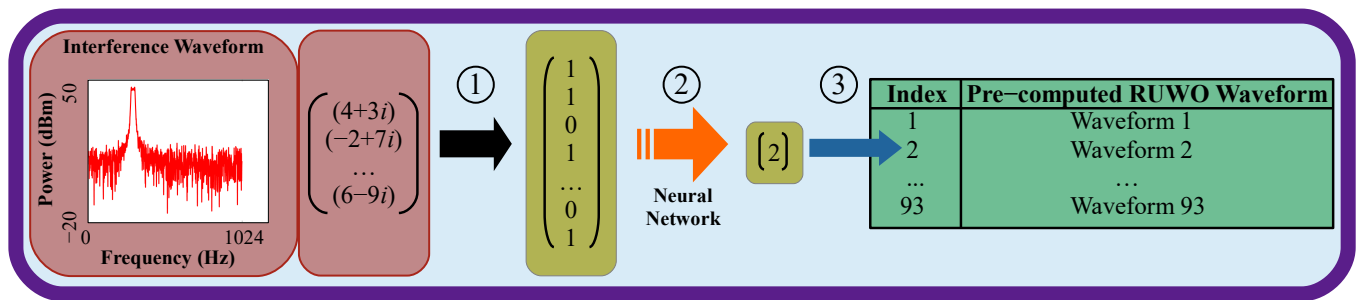 Interference Waveform
50
Power (dBm)
−20
0
1024
Frequency (Hz)
(4+3i)
(−2+7i)
...
(6−9i)
1
1
1
0
1
...
0
1
2
Neural
Network
2
3
Index Pre−computed RUWO Waveform
1 Waveform 1
2 Waveform 2
... ...
93 Waveform 93